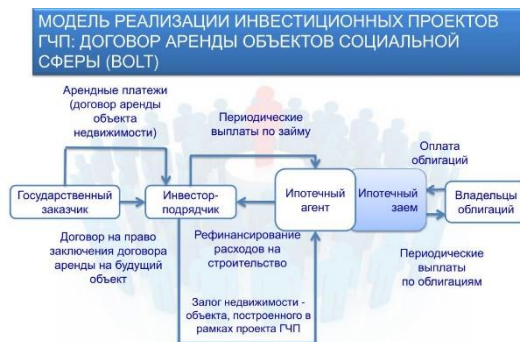 МОДЕЛЬ РЕАЛИЗАЦИИ ИНВЕСТИЦИОННЫХ ПРОЕКТОВ
ГЧП: ДОГОВОР АРЕНДЫ ОБЪЕКТОВ СОЦИАЛЬНОЙ
СФЕРЫ (BOLT)
Арендные платежи
(договор аренды
объекта
недвижимости)
Периодические
выплаты по займу
Оплата
облигаций
Государственный
заказчик
Инвестор-
подрядчик
Ипотечный
агент
Ипотечный
заем
Владельцы
облигаций
Договор на право
заключения договора
аренды на будущий
объект
Рефинансирование
расходов на
строительство
Периодические
выплаты
по облигациям
Залог недвижимости -
объекта, построенного в
рамках проекта ГЧП